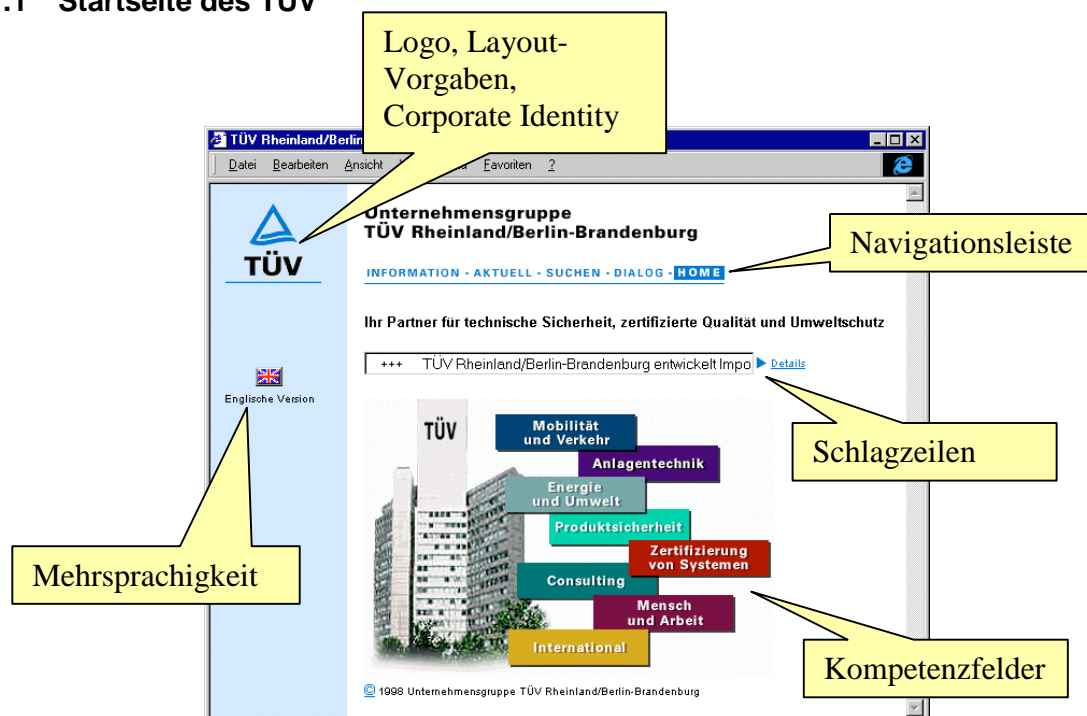 .1 Startseite des TÜV
Logo, Layout-
Vorgaben,
Corporate Identity
TÜV Rheinland/Berlin
Datei Bearbeiten Ansicht Favoriten ?
TÜV
Unternehmensgruppe
TÜV Rheinland/Berlin-Brandenburg
Navigationsleiste
INFORMATION - AKTUELL - SUCHEN - DIALOG - HOME
Ihr Partner für technische Sicherheit, zertifizierte Qualität und Umweltschutz
+++ TÜV Rheinland/Berlin-Brandenburg entwickelt Impo Details
Englische Version
Schlagzeilen
TÜV
Mobilität
und Verkehr
Anlagentechnik
Energie
und Umwelt
Produktsicherheit
Zertifizierung
von Systemen
Consulting
Mensch
und Arbeit
International
Mehrsprachigkeit
Kompetenzfelder
© 1998 Unternehmensgruppe TÜV Rheinland/Berlin-Brandenburg